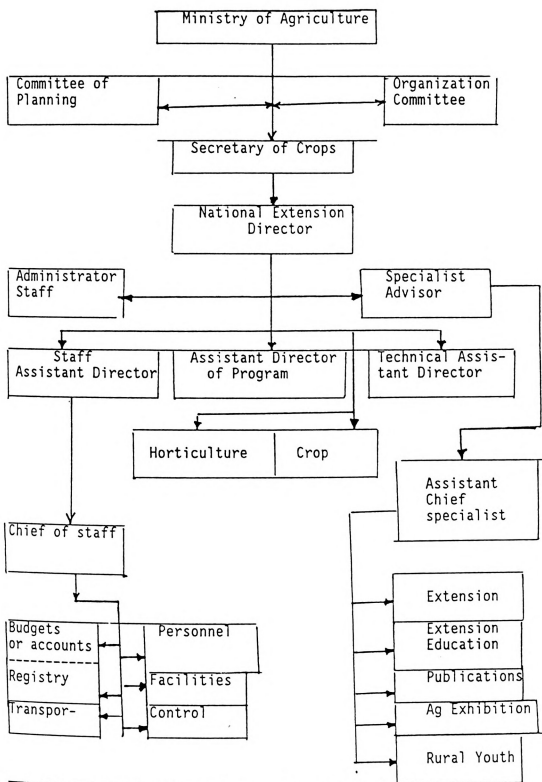 Ministry of Agriculture
Committee of
Planning
Organization
Committee
Secretary of Crops
National Extension
Director
Administrator
Staff
Specialist
Advisor
Staff
Assistant Director
Assistant Director
of Program
Technical Assis-
tant Director
Horticulture
Crop
Assistant
Chief
specialist
Chief of staff
Budgets
or accounts
Registry
Transpor-
Personnel
Facilities
Control
Extension
Extension
Education
Publications
Ag Exhibition
Rural Youth